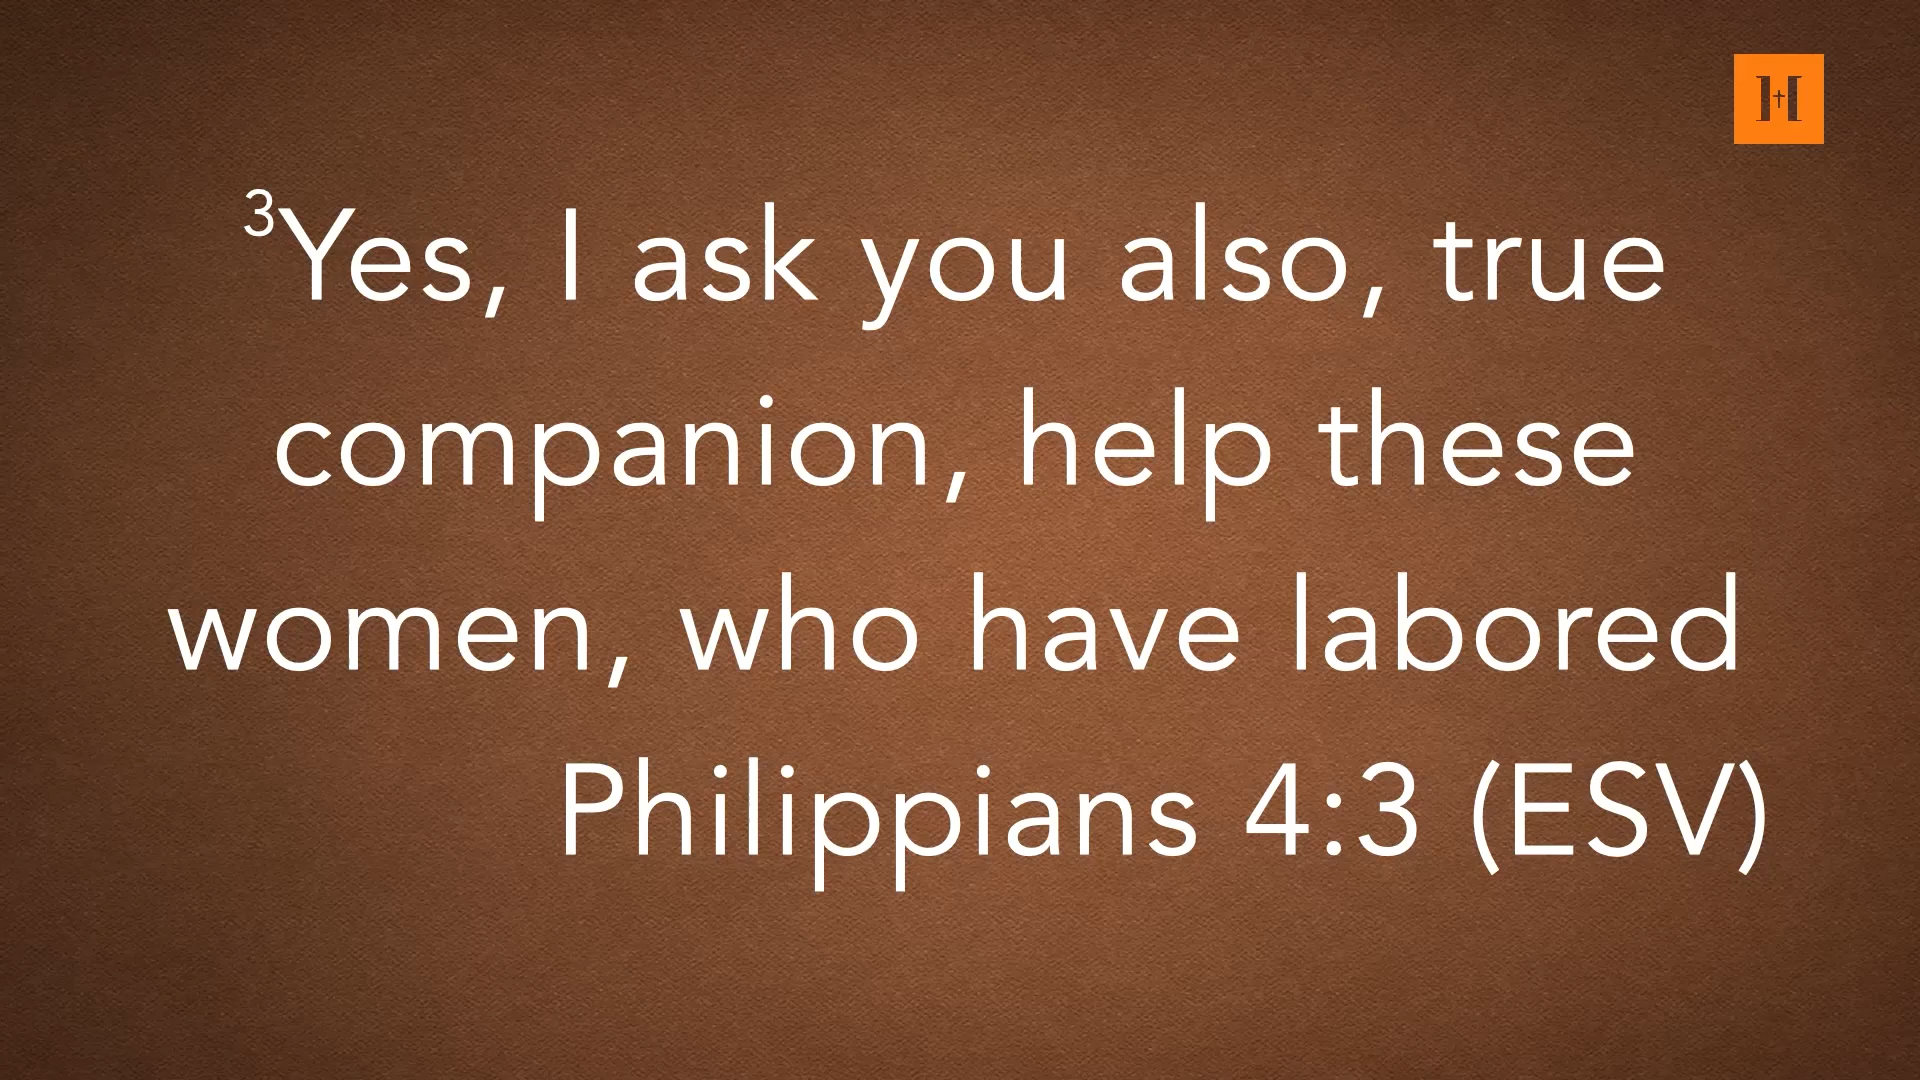 ³Yes, I ask you also, true
companion, help these
women, who have labored
Philippians 4:3 (ESV)